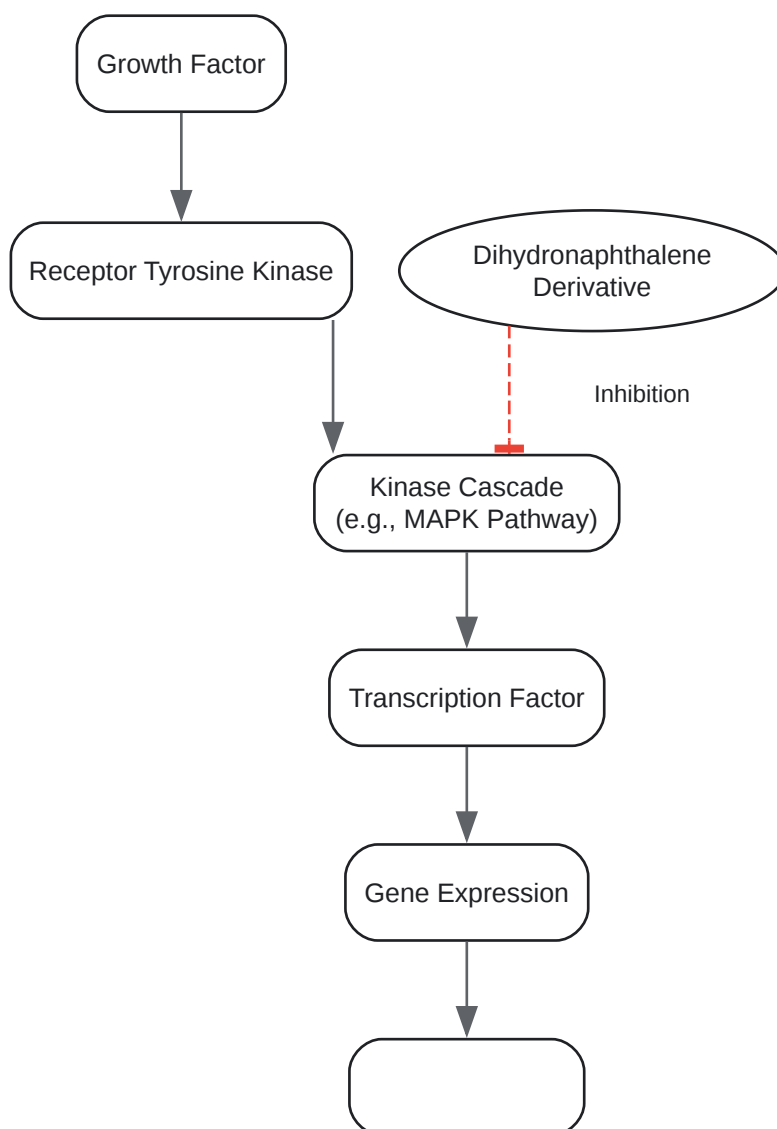 Growth Factor
Receptor Tyrosine Kinase
Dihydronaphthalene
Derivative
Inhibition
Kinase Cascade
(e.g., MAPK Pathway)
Transcription Factor
Gene Expression